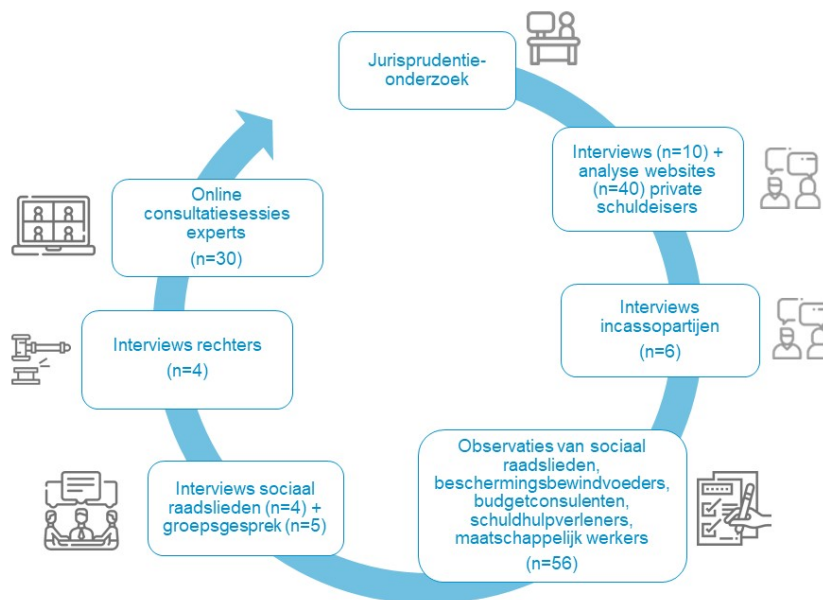 Jurisprudentie-
onderzoek
Interviews (n=10) +
analyse websites
(n=40) private
schuldeisers
Interviews
incassopartijen
(n=6)
Observaties van sociaal
raadslieden,
beschermingsbewindvoeders,
budgetconsulenten,
schuldhulpverleners,
maatschappelijk werkers
(n=56)
Interviews sociaal
raadslieden (n=4) +
groepsgesprek (n=5)
Interviews rechters
(n=4)
Online
consultatiesessies
experts
(n=30)